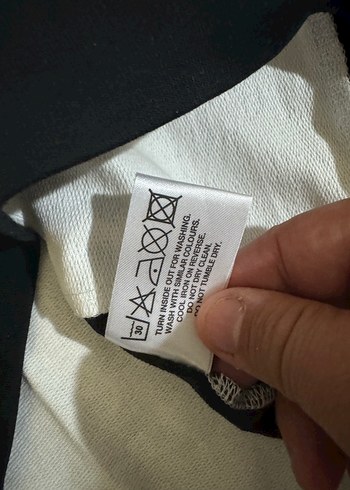 30
TURN INSIDE OUT FOR WASHING.
WASH WITH SIMILAR COLOURS.
COOL IRON ON REVERSE.
DO NOT DRY CLEAN.
DO NOT TUMBLE DRY.